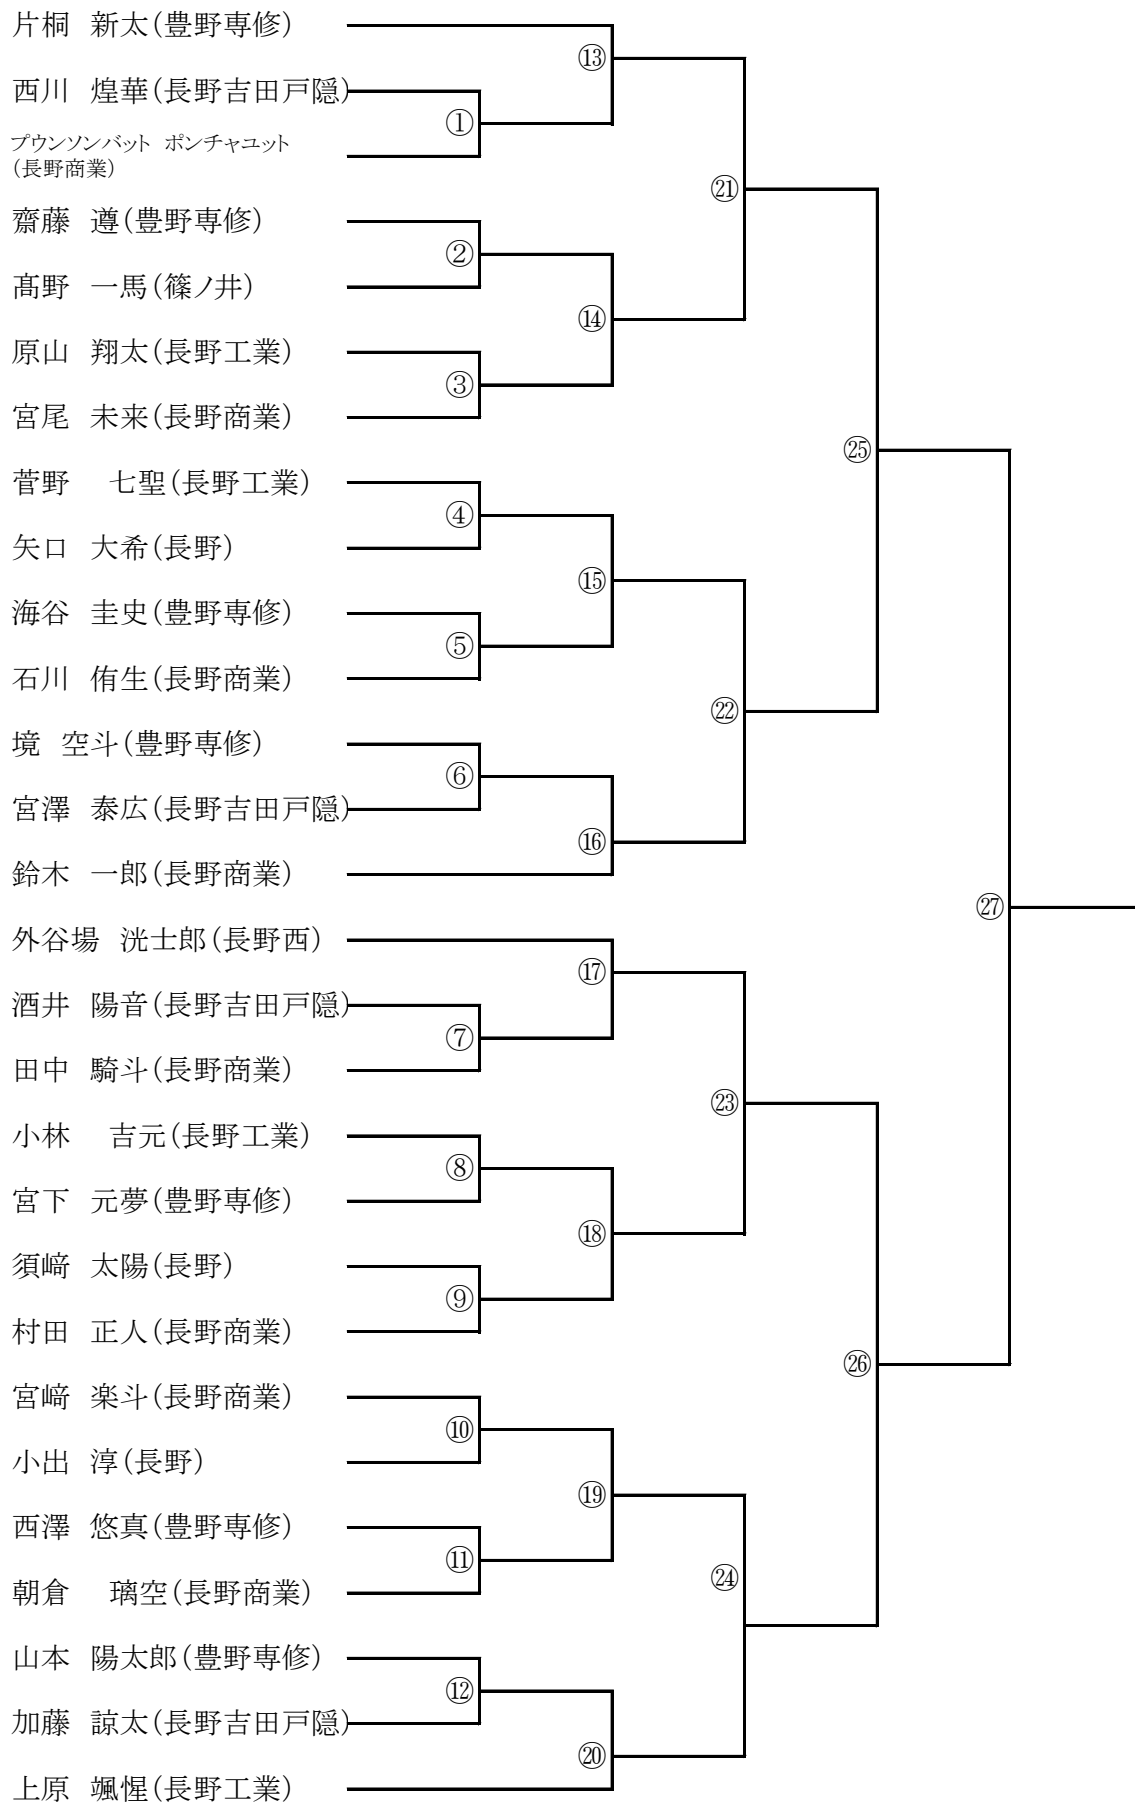 片桐 新太(豊野専修)
⑬
西川 煌華(長野吉田戸隠)
①
プウンソンバット ポンチャユット
(長野商業)
㉑
齋藤 遵(豊野専修)
②
髙野 一馬(篠ノ井)
⑭
原山 翔太(長野工業)
③
宮尾 未来(長野商業)
㉕
菅野 七聖(長野工業)
④
矢口 大希(長野)
⑮
海谷 圭史(豊野専修)
⑤
石川 侑生(長野商業)
㉒
境 空斗(豊野専修)
⑥
宮澤 泰広(長野吉田戸隠)
⑯
鈴木 一郎(長野商業)
㉗
外谷場 洸士郎(長野西)
⑰
酒井 陽音(長野吉田戸隠)
⑦
田中 騎斗(長野商業)
㉓
小林 吉元(長野工業)
⑧
宮下 元夢(豊野専修)
⑱
須﨑 太陽(長野)
⑨
村田 正人(長野商業)
㉖
宮﨑 楽斗(長野商業)
⑩
小出 淳(長野)
⑲
西澤 悠真(豊野専修)
⑪
朝倉 璃空(長野商業)
㉔
山本 陽太郎(豊野専修)
⑫
加藤 諒太(長野吉田戸隠)
⑳
上原 颯惺(長野工業)